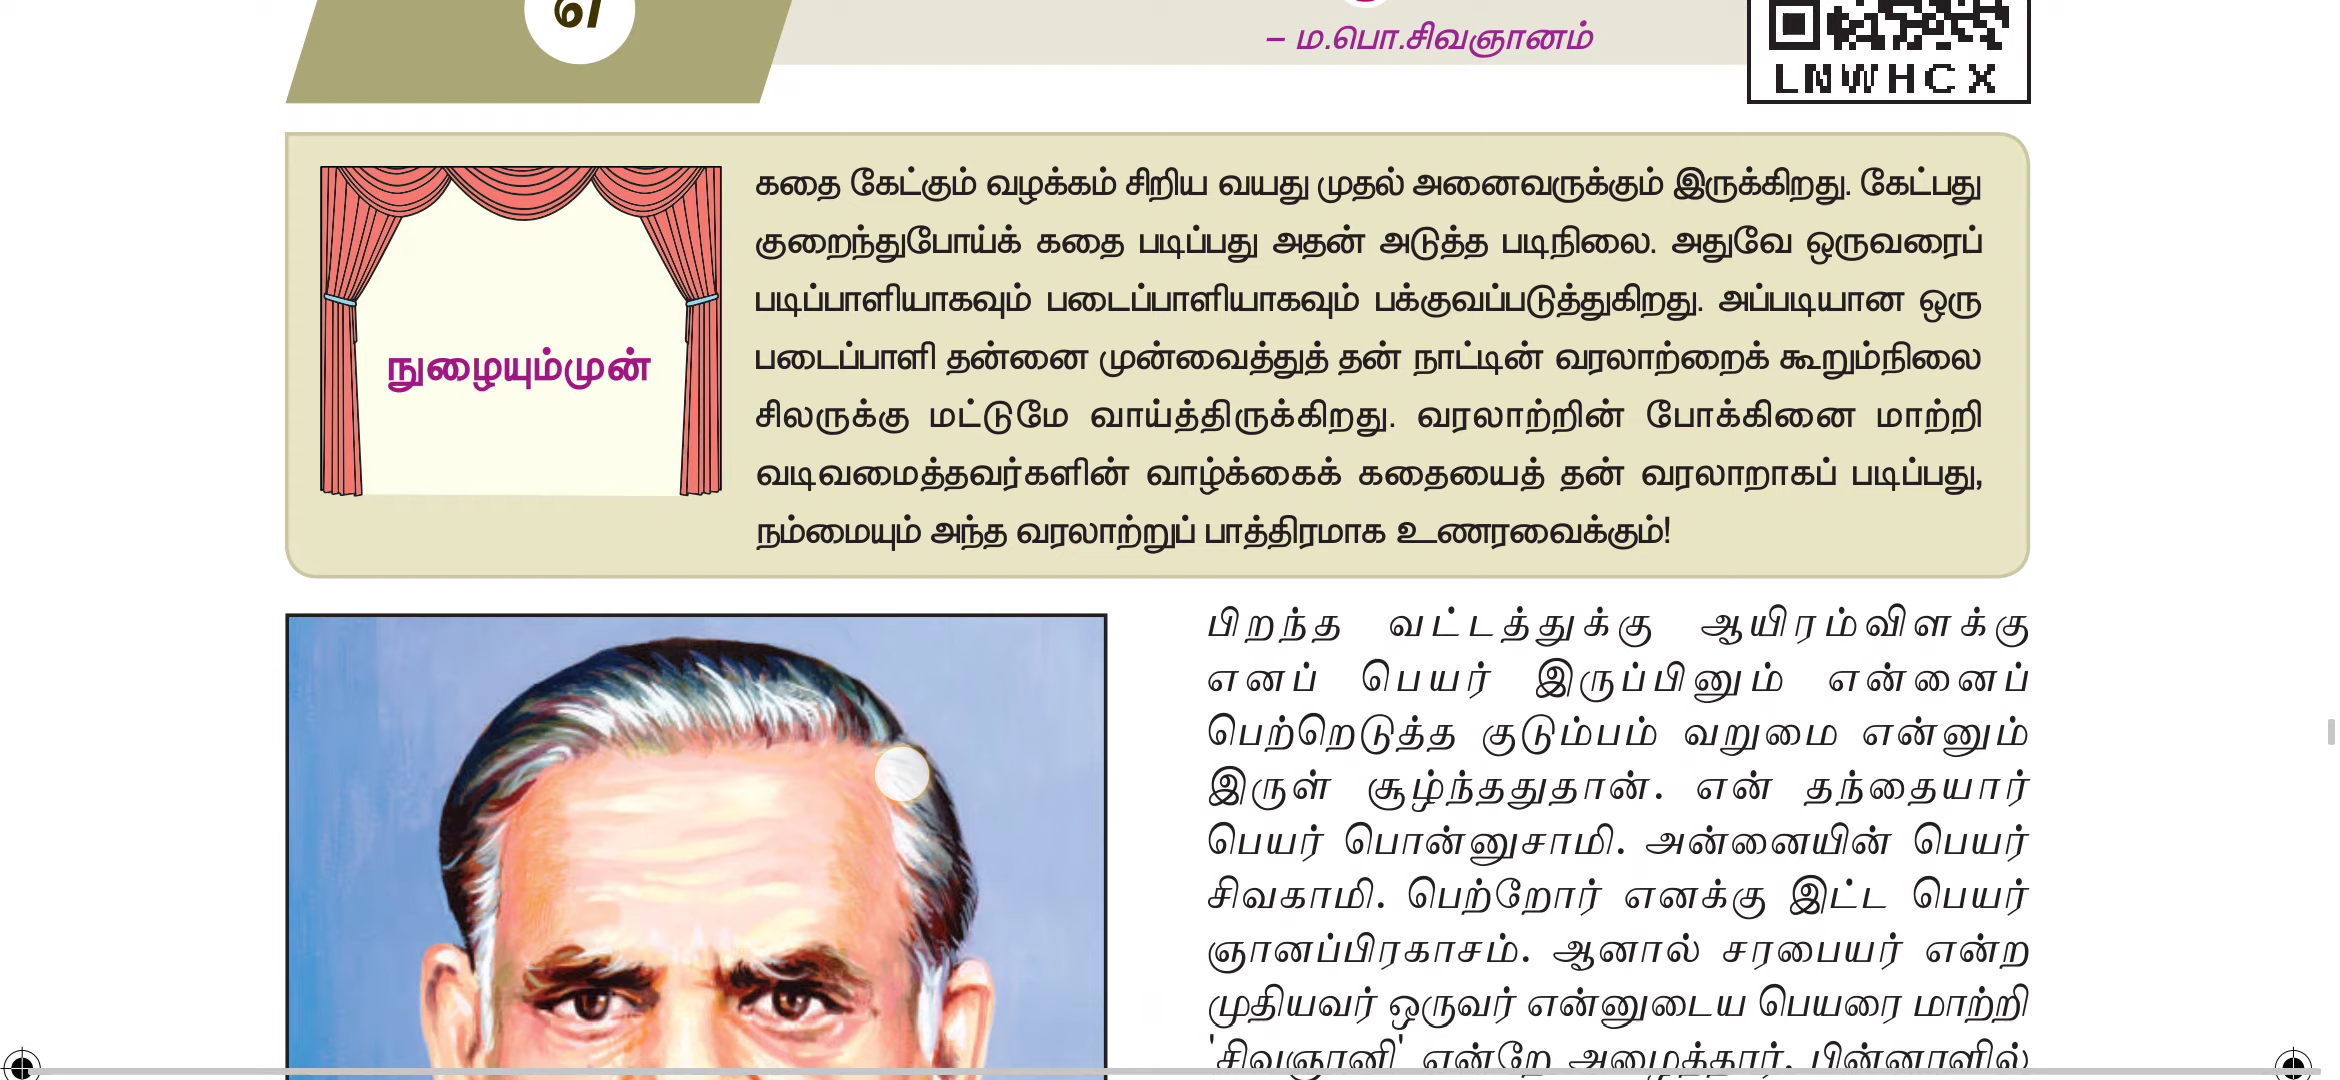 – ம.பொ.சிவஞானம்
LNWHCX
நுழையும்முன்
கதை கேட்கும் வழக்கம் சிறிய வயது முதல் அனைவருக்கும் இருக்கிறது. கேட்பது
குறைந்துபோய்க் கதை படிப்பது அதன் அடுத்த படிநிலை. அதுவே ஒருவரைப்
படிப்பாளியாகவும் படைப்பாளியாகவும் பக்குவப்படுத்துகிறது. அப்படியான ஒரு
படைப்பாளி தன்னை முன்வைத்துத் தன் நாட்டின் வரலாற்றைக் கூறும்நிலை
சிலருக்கு மட்டுமே வாய்த்திருக்கிறது. வரலாற்றின் போக்கினை மாற்றி
வடிவமைத்தவர்களின் வாழ்க்கைக் கதையைத் தன் வரலாறாகப் படிப்பது,
நம்மையும் அந்த வரலாற்றுப் பாத்திரமாக உணரவைக்கும்!
பிறந்த வட்டத்துக்கு ஆயிரம்விளக்கு
எனப் பெயர் இருப்பினும் என்னைப்
பெற்றெடுத்த குடும்பம் வறுமை என்னும்
இருள் சூழ்ந்ததுதான். என் தந்தையார்
பெயர் பொன்னுசாமி. அன்னையின் பெயர்
சிவகாமி. பெற்றோர் எனக்கு இட்ட பெயர்
ஞானப்பிரகாசம். ஆனால் சரபையர் என்ற
முதியவர் ஒருவர் என்னுடைய பெயரை மாற்றி
'சிவஞானி' என்றே அழைத்தார். பின்னாளில்